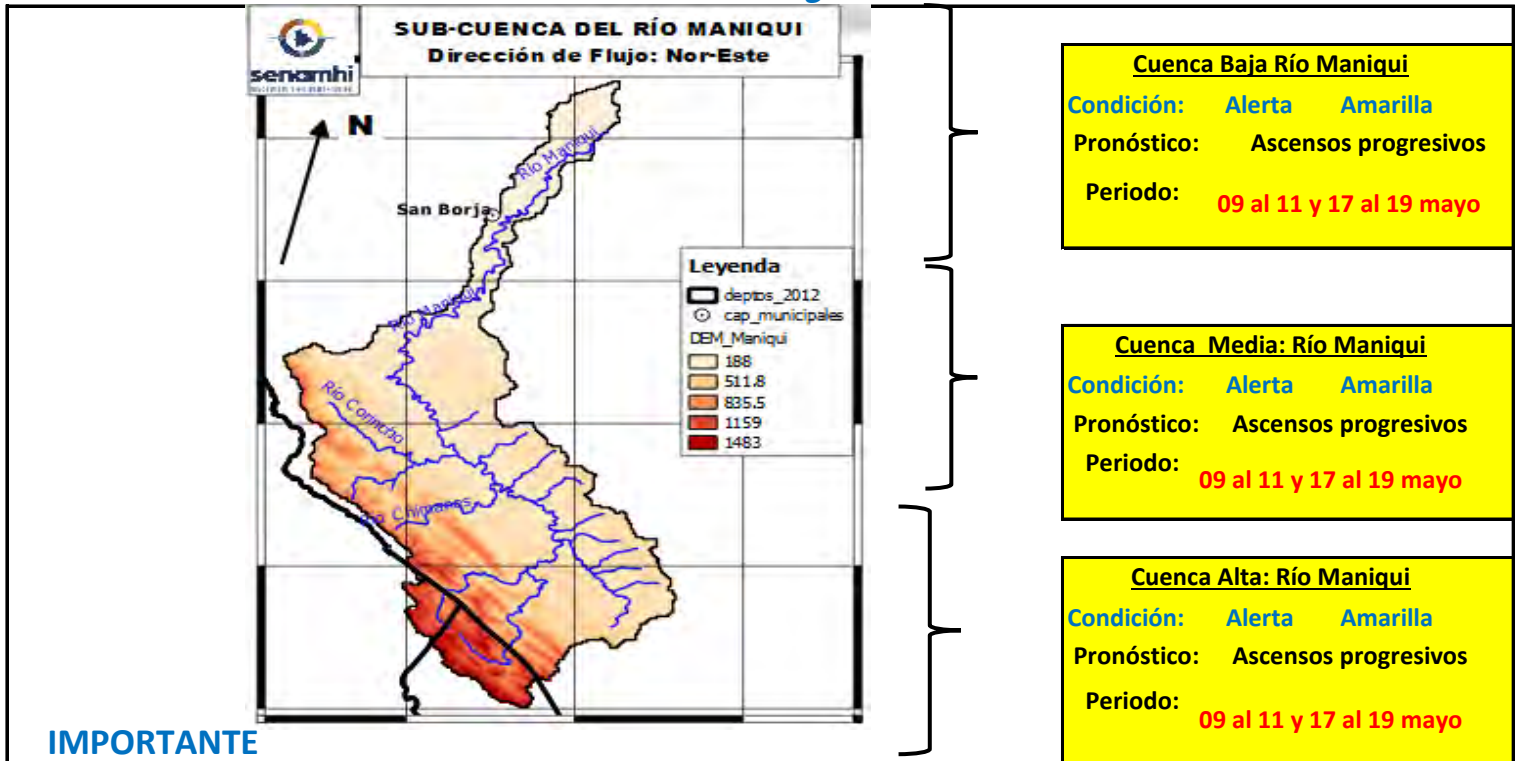 SUB-CUENCA DEL RÍO MANIQUI
Dirección de Flujo: Nor-Este
senamhi
N
Río Maniqui
San Borja
Río Maniqui
Río Corincho
Río Chimanes
Leyenda
deptos_2012
cap_municipales
DEM_Maniqui
188
511.8
835.5
1159
1483
Cuenca Baja Río Maniqui
Condición: Alerta Amarilla
Pronóstico: Ascensos progresivos
Periodo: 09 al 11 y 17 al 19 mayo
Cuenca Media: Río Maniqui
Condición: Alerta Amarilla
Pronóstico: Ascensos progresivos
Periodo: 09 al 11 y 17 al 19 mayo
Cuenca Alta: Río Maniqui
Condición: Alerta Amarilla
Pronóstico: Ascensos progresivos
Periodo: 09 al 11 y 17 al 19 mayo
IMPORTANTE